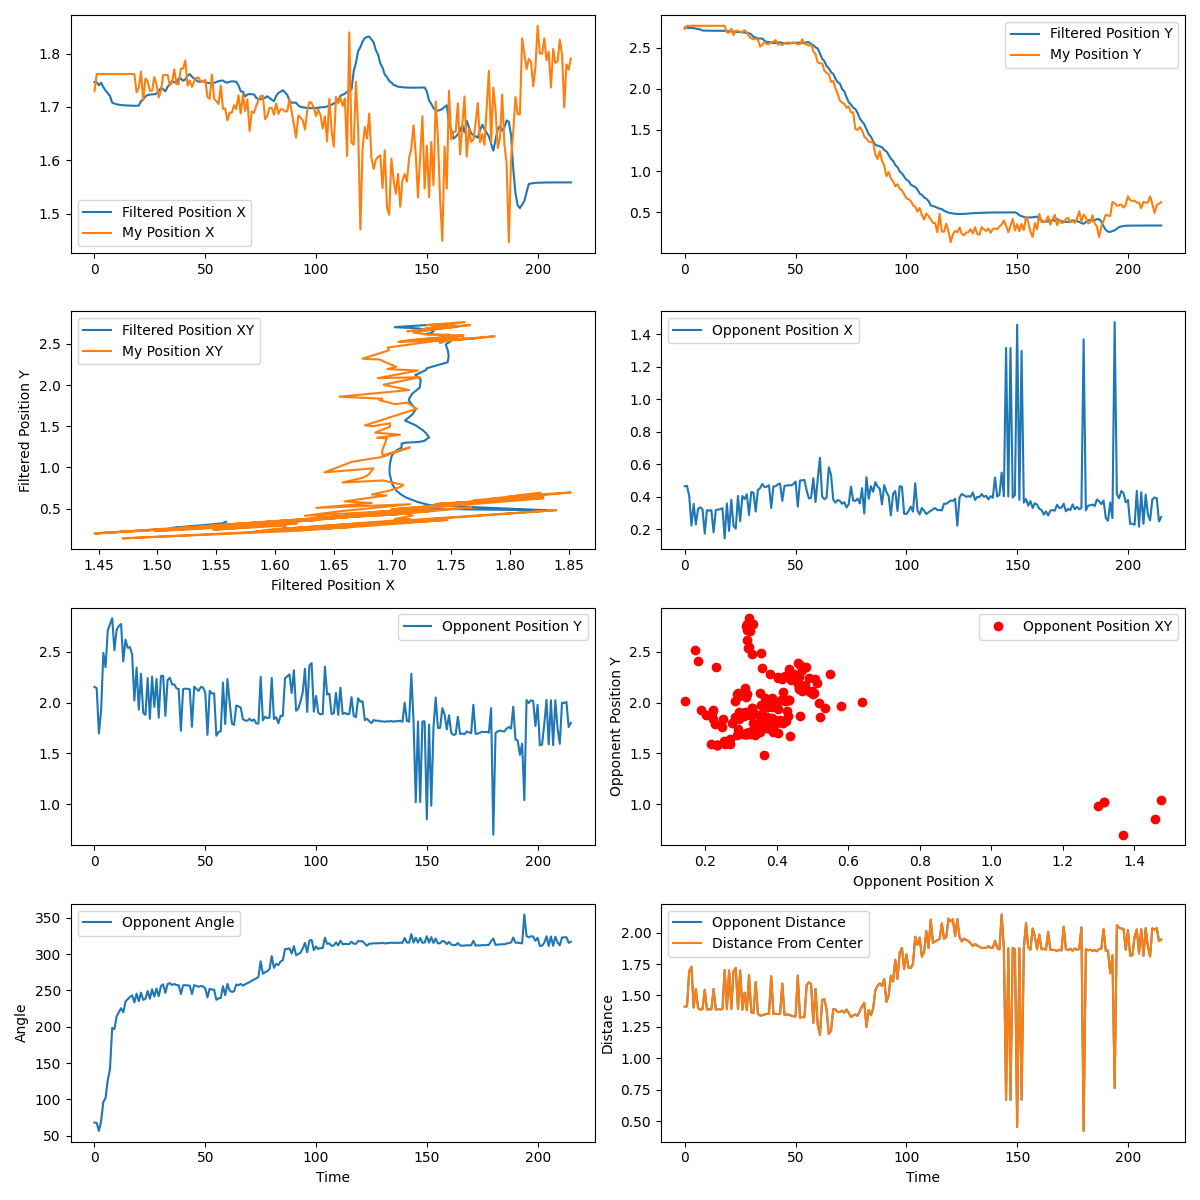 1.8
1.7
1.6
1.5
Filtered Position X
My Position X
0 50 100 150 200
2.5
2.0
1.5
1.0
0.5
Filtered Position Y
My Position Y
0 50 100 150 200
Filtered Position Y
2.5
2.0
1.5
1.0
0.5
Filtered Position XY
My Position XY
1.45 1.50 1.55 1.60 1.65 1.70 1.75 1.80 1.85
Filtered Position X
1.4
1.2
1.0
0.8
0.6
0.4
0.2
Opponent Position X
0 50 100 150 200
2.5
2.0
1.5
1.0
Opponent Position Y
0 50 100 150 200
Opponent Position Y
2.5
2.0
1.5
1.0
Opponent Position XY
0.2 0.4 0.6 0.8 1.0 1.2 1.4
Opponent Position X
Angle
350
300
250
200
150
100
50
Opponent Angle
0 50 100 150 200
Time
Distance
2.00
1.75
1.50
1.25
1.00
0.75
0.50
Opponent Distance
Distance From Center
0 50 100 150 200
Time